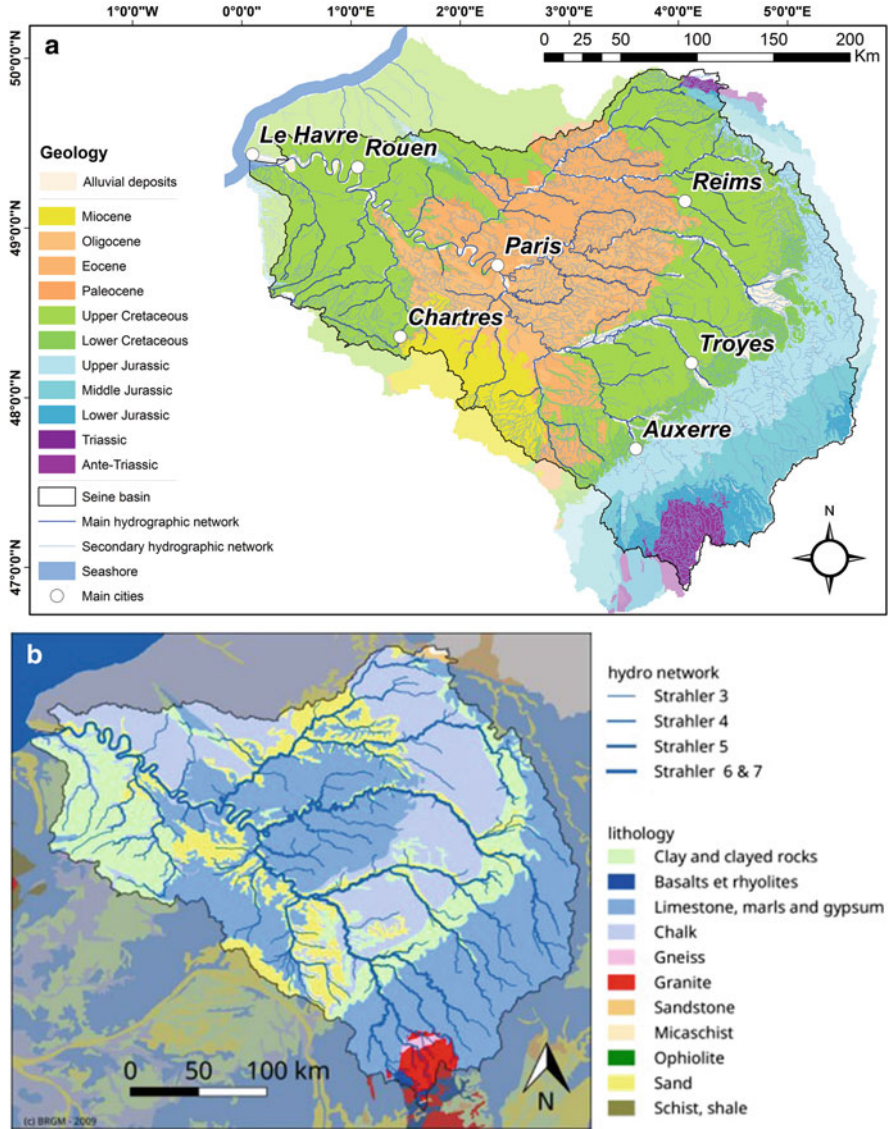 1°0'0"W 0°0'0" 1°0'0"E 2°0'0"E 3°0'0"E 4°0'0"E 5°0'0"E
a
0 25 50 100 150 200
Km
50°0'0"N
49°0'0"N
48°0'0"N
47°0'0"N
Le Havre
Rouen
Reims
Paris
Chartres
Troyes
Auxerre
Geology
Alluvial deposits
Miocene
Oligocene
Eocene
Paleocene
Upper Cretaceous
Lower Cretaceous
Upper Jurassic
Middle Jurassic
Lower Jurassic
Triassic
Ante-Triassic
Seine basin
Main hydrographic network
Secondary hydrographic network
Seashore
Main cities
N
b
0 50 100 km
N
(c) BRGM - 2009
hydro network
Strahler 3
Strahler 4
Strahler 5
Strahler 6 & 7
lithology
Clay and clayed rocks
Basalts et rhyolites
Limestone, marls and gypsum
Chalk
Gneiss
Granite
Sandstone
Micaschist
Ophiolite
Sand
Schist, shale